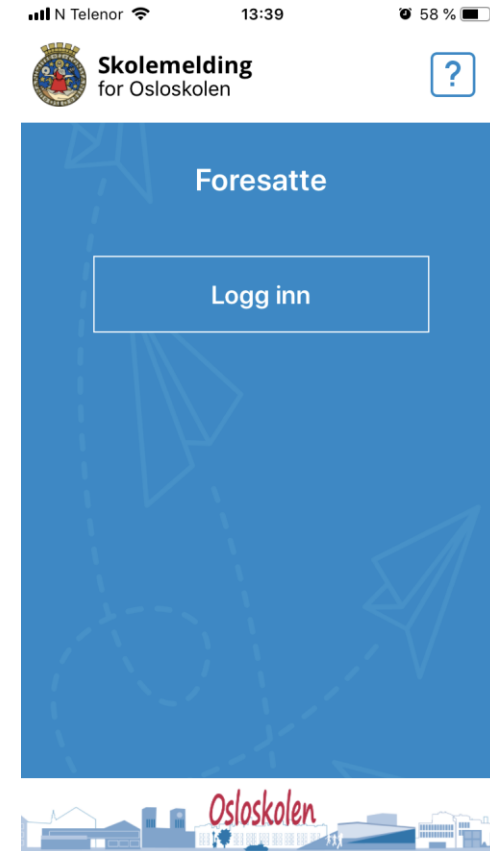 N Telenor 13:39 58 %
Skolemelding
for Osloskolen
?
Foresatte
Logg inn
Osloskolen